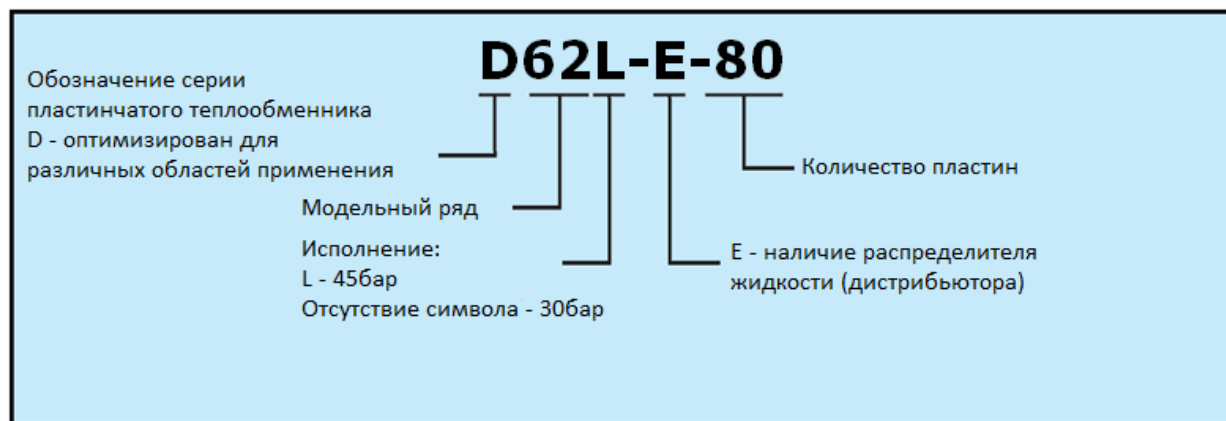 D62L-E-80
Обозначение серии
пластинчатого теплообменника
D - оптимизирован для
различных областей применения
Количество пластин
Модельный ряд
Исполнение:
L - 45бар
Отсутствие символа - 30бар
E - наличие распределителя
жидкости (дистрибьютора)